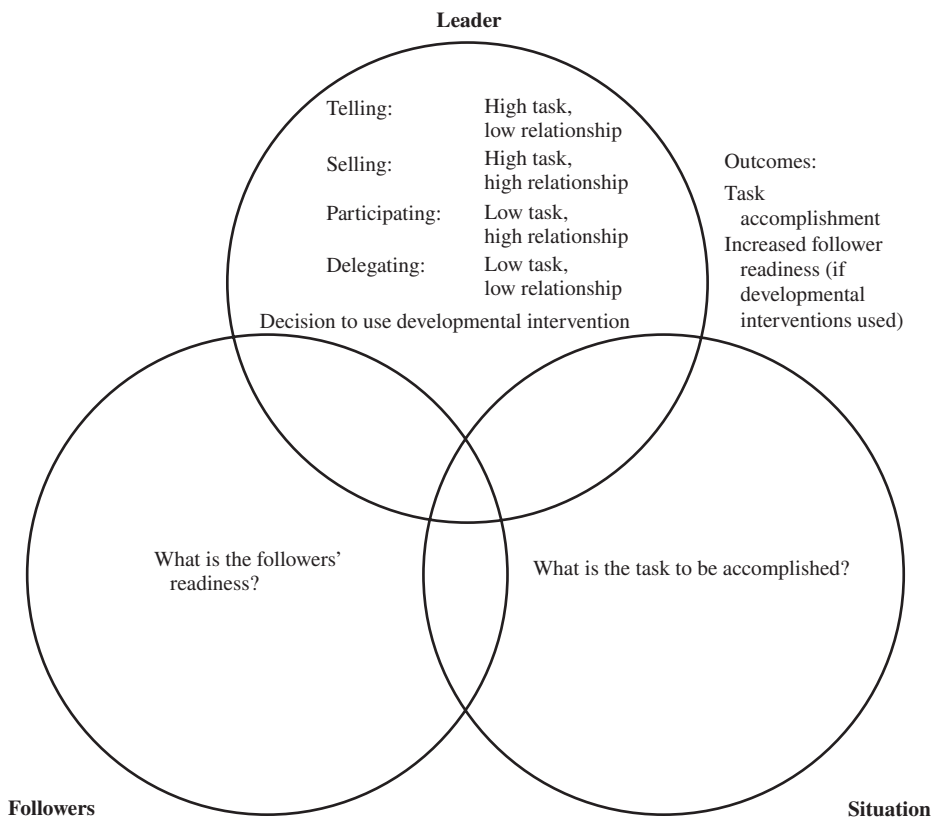 Leader
Telling: High task,
low relationship
Selling: High task,
high relationship
Participating: Low task,
high relationship
Delegating: Low task,
low relationship
Decision to use developmental intervention
Outcomes:
Task
accomplishment
Increased follower
readiness (if
developmental
interventions used)
What is the followers'
readiness?
What is the task to be accomplished?
Followers
Situation